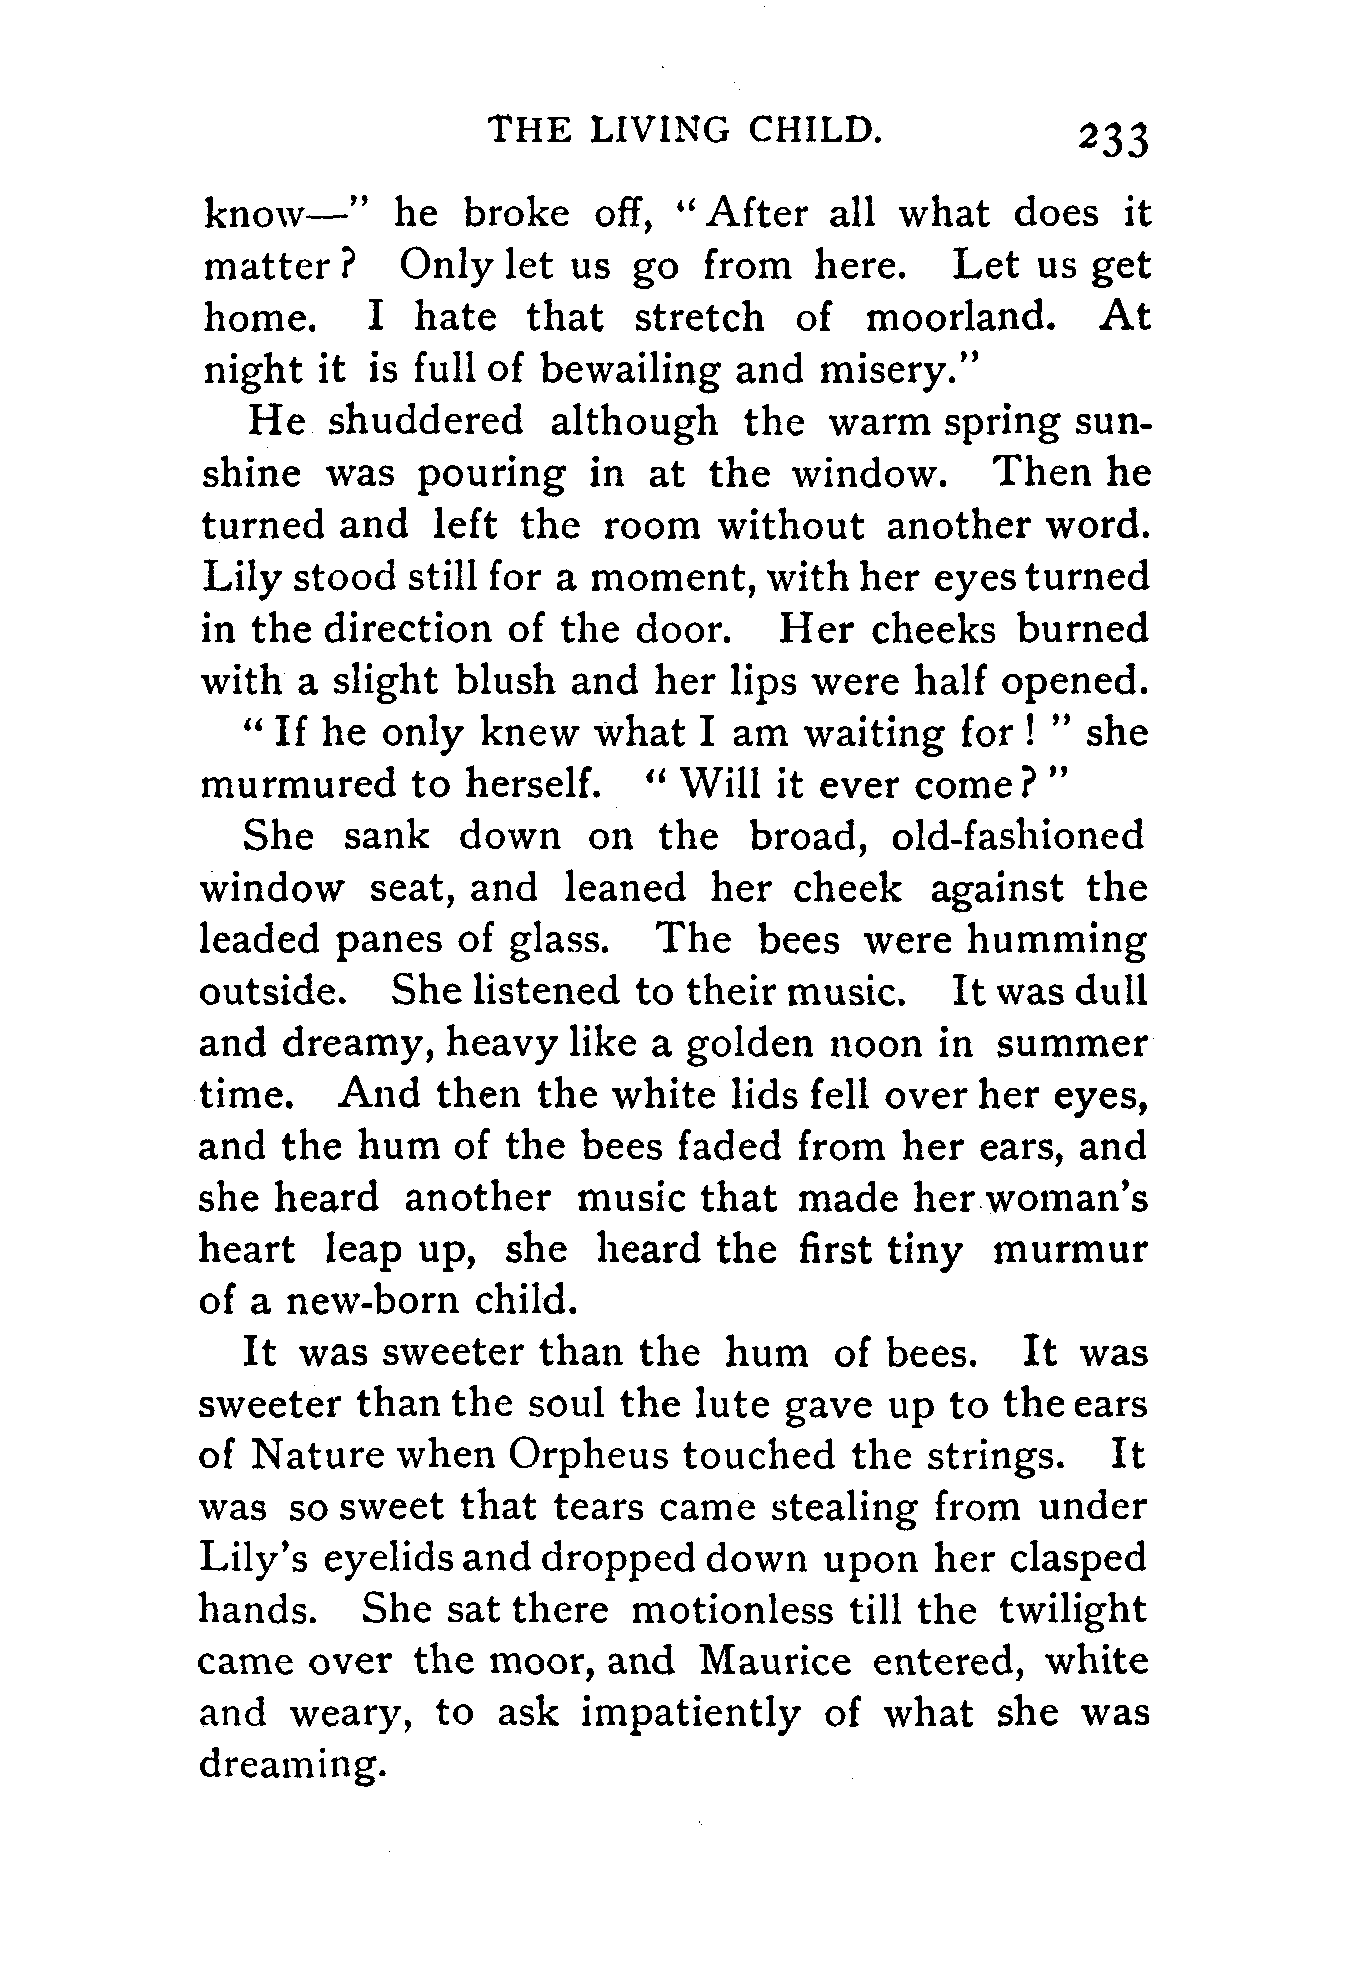 THE LIVING CHILD. 233
know—” he broke off, “ After all what does it
matter ? Only let us go from here. Let us get
home. I hate that stretch of moorland. At
night it is full of bewailing and misery.”
He shuddered although the warm spring sun-
shine was pouring in at the window. Then he
turned and left the room without another word.
Lily stood still for a moment, with her eyes turned
in the direction of the door. Her cheeks burned
with a slight blush and her lips were half opened.
“ If he only knew what I am waiting for ! ” she
murmured to herself. “ Will it ever come ? ”
She sank down on the broad, old-fashioned
window seat, and leaned her cheek against the
leaded panes of glass. The bees were humming
outside. She listened to their music. It was dull
and dreamy, heavy like a golden noon in summer
time. And then the white lids fell over her eyes,
and the hum of the bees faded from her ears, and
she heard another music that made her woman’s
heart leap up, she heard the first tiny murmur
of a new-born child.
It was sweeter than the hum of bees. It was
sweeter than the soul the lute gave up to the ears
of Nature when Orpheus touched the strings. It
was so sweet that tears came stealing from under
Lily’s eyelids and dropped down upon her clasped
hands. She sat there motionless till the twilight
came over the moor, and Maurice entered, white
and weary, to ask impatiently of what she was
dreaming.